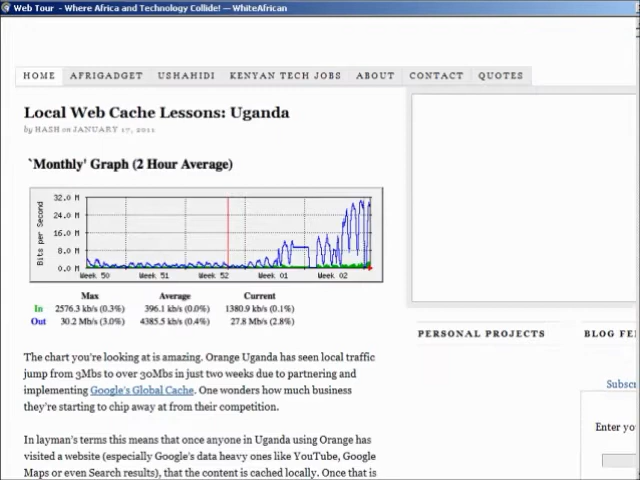 Web Tour - Where Africa and Technology Collide! — WhiteAfrican
HOME AFRIGADGET USHAHIDI KENYAN TECH JOBS ABOUT CONTACT QUOTES
Local Web Cache Lessons: Uganda
by HASH on JANUARY 17, 2011
`Monthly' Graph (2 Hour Average)
Bits per Second
32.0 M
24.0 M
16.0 M
8.0 M
0.0 M
Week 50 Week 51 Week 52 Week 01 Week 02
Max Average Current
In 2576.3 kb/s (0.3%) 396.1 kb/s (0.0%) 1380.9 kb/s (0.1%)
Out 30.2 Mb/s (3.0%) 4385.5 kb/s (0.4%) 27.8 Mb/s (2.8%)
The chart you're looking at is amazing. Orange Uganda has seen local traffic
jump from 3Mbs to over 30Mbs in just two weeks due to partnering and
implementing Google's Global Cache. One wonders how much business
they're starting to chip away at from their competition.
In layman's terms this means that once anyone in Uganda using Orange has
visited a website (especially Google's data heavy ones like YouTube, Google
Maps or even Search results), that the content is cached locally. Once that is
PERSONAL PROJECTS
BLOG FE
Subsc
Enter yo